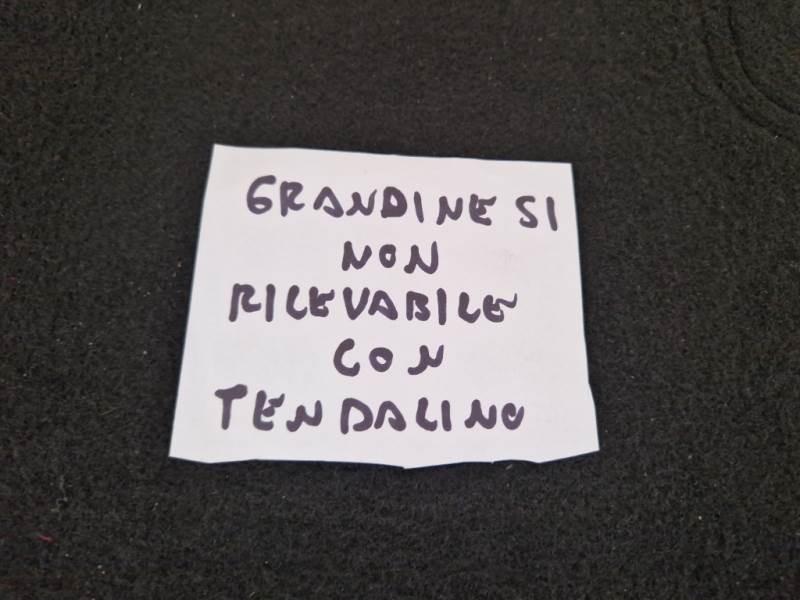 GRANDINE SI
NON
RILEVABILE
CON
TENDALINO